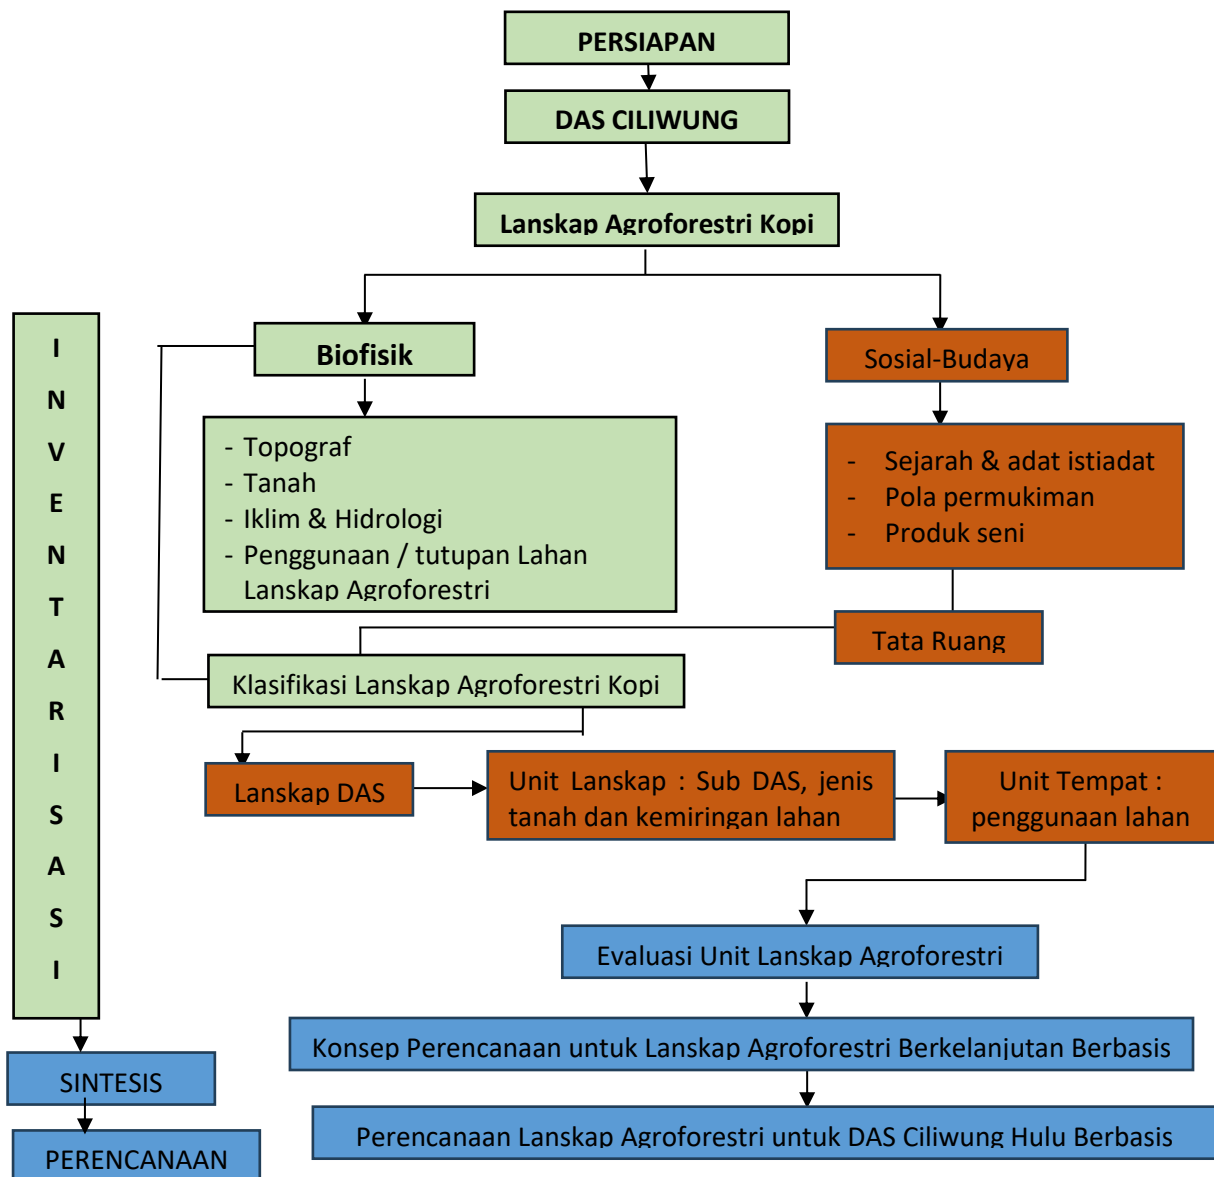 PERSIAPAN
DAS CILIWUNG
Lanskap Agroforestri Kopi
I
N
V
E
N
T
A
R
I
S
A
S
I
Biofisik
Sosial-Budaya
- Topograf
- Tanah
- Iklim & Hidrologi
- Penggunaan / tutupan Lahan
Lanskap Agroforestri
- Sejarah & adat istiadat
- Pola permukiman
- Produk seni
Tata Ruang
Klasifikasi Lanskap Agroforestri Kopi
Lanskap DAS
Unit Lanskap : Sub DAS, jenis
tanah dan kemiringan lahan
Unit Tempat :
penggunaan lahan
Evaluasi Unit Lanskap Agroforestri
Konsep Perencanaan untuk Lanskap Agroforestri Berkelanjutan Berbasis
SINTESIS
Perencanaan Lanskap Agroforestri untuk DAS Ciliwung Hulu Berbasis
PERENCANAAN